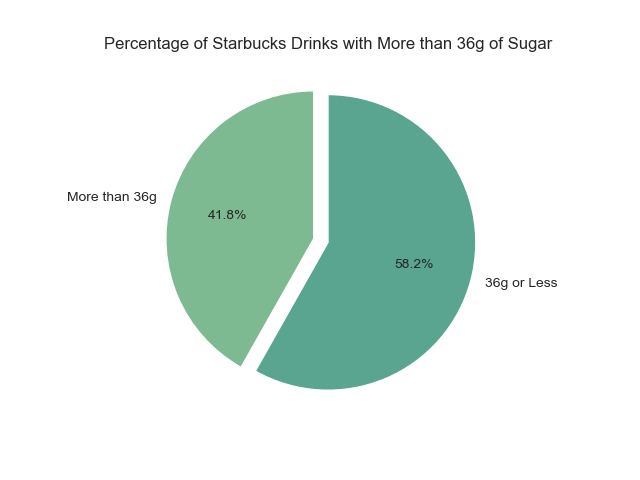 Percentage of Starbucks Drinks with More than 36g of Sugar
More than 36g
41.8%
58.2%
36g or Less